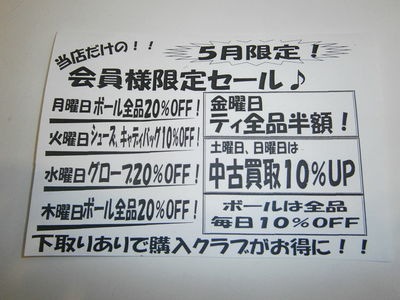 当店だけの！！
５月限定！
会員様限定セール♪
月曜日ボール全品20%OFF！
火曜日シューズ、キャディバッグ10%OFF！
水曜日グローブ20%OFF！
木曜日ボール全品20%OFF！
金曜日
ティ全品半額！
土曜日、日曜日は
中古買取10%UP
ボールは全品
毎日10%OFF
下取りありで購入クラブがお得に！！